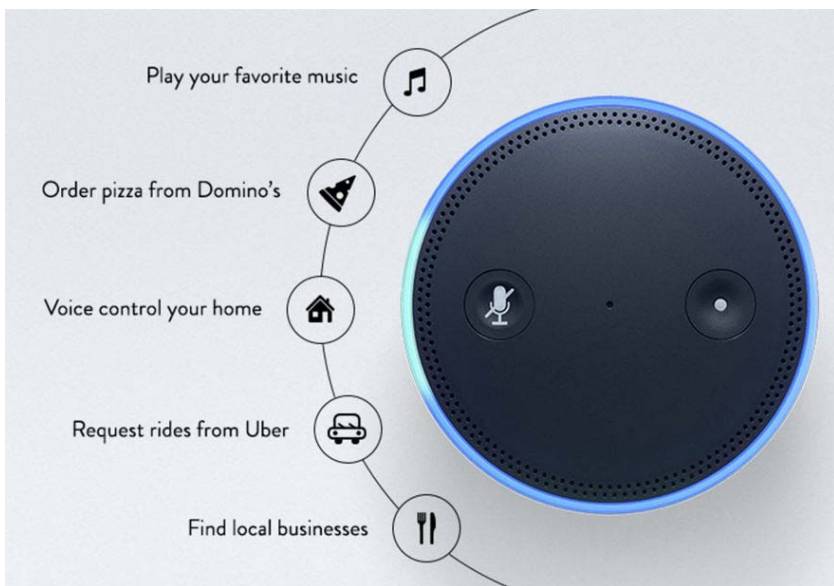 Play your favorite music
Order pizza from Domino's
Voice control your home
Request rides from Uber
Find local businesses